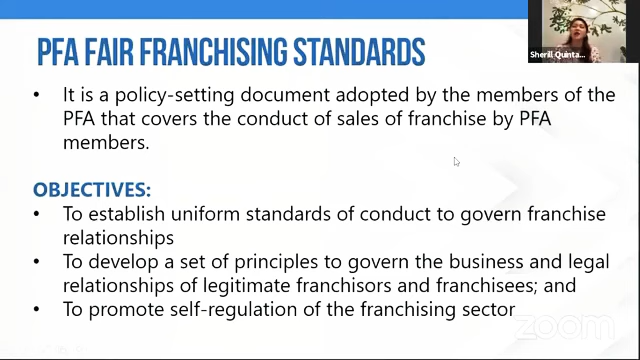 PFA FAIR FRANCHISING STANDARDS
Sherill Quinta...
• It is a policy-setting document adopted by the members of the
PFA that covers the conduct of sales of franchise by PFA
members.
OBJECTIVES:
• To establish uniform standards of conduct to govern franchise
relationships
• To develop a set of principles to govern the business and legal
relationships of legitimate franchisors and franchisees; and
• To promote self-regulation of the franchising sector
zoom